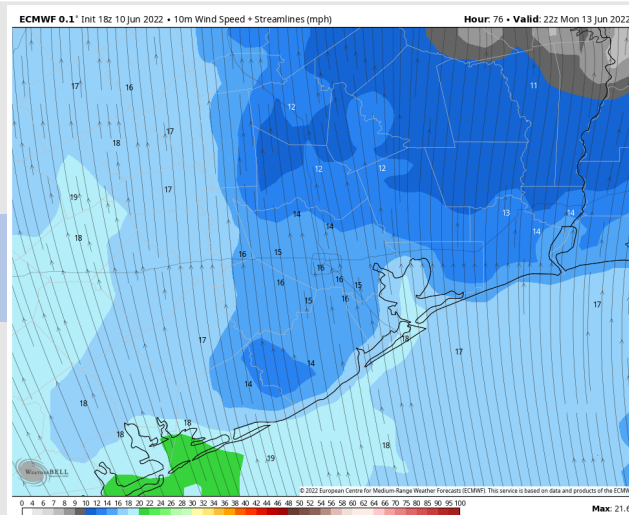 ECMWF 0.1° Init 18z 10 Jun 2022 • 10m Wind Speed + Streamlines (mph) Hour: 76 • Valid: 22z Mon 13 Jun 2022
17 16 12 11
18 17
19 17 12 12
18 14 14 13 14 14
16 15 16
16 16 15
15 16
17 18 17 17
14 14
18
18 18 18
19
WeatherBELL
© 2022 European Centre for Medium-Range Weather Forecasts (ECMWF). This service is based on data and products of the ECMW
0 4 6 7 8 9 10 12 14 16 18 20 22 24 26 28 30 32 34 36 38 40 42 44 46 48 50 52 54 56 58 60 62 64 66 70 75 80 85 90 95 100
Max: 21.6